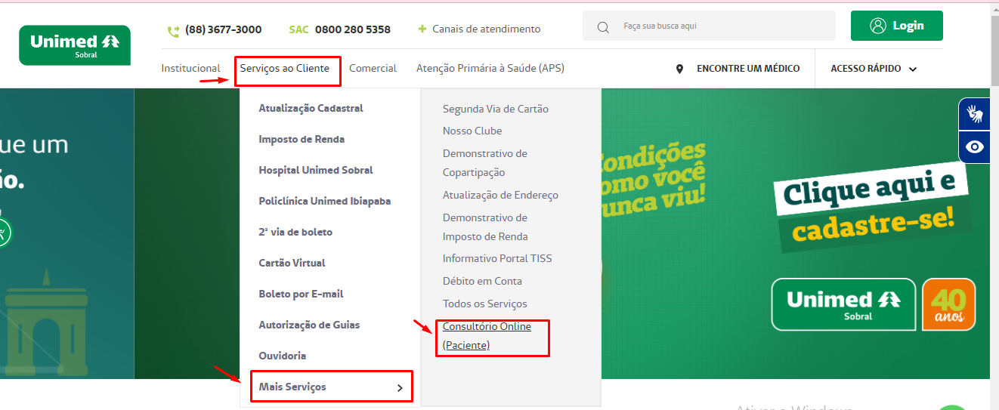 Unimed
Sobral
(88) 3677-3000
SAC 0800 280 5358
+ Canais de atendimento
Faça sua busca aqui
Login
Institucional
Serviços ao Cliente
Comercial
Atenção Primária à Saúde (APS)
ENCONTRE UM MÉDICO
ACESSO RÁPIDO
ue um
ão.
Atualização Cadastral
Imposto de Renda
Hospital Unimed Sobral
Policlínica Unimed Ibiapaba
2ª via de boleto
Cartão Virtual
Boleto por E-mail
Autorização de Guias
Ouvidoria
Mais Serviços
Segunda Via de Cartão
Nosso Clube
Demonstrativo de
Copartipação
Atualização de Endereço
Demonstrativo de
Imposto de Renda
Informativo Portal TISS
Débito em Conta
Todos os Serviços
Consultório Online
(Paciente)
ondições
omo você
unca viu!
Clique aqui e
cadastre-se!
Unimed
Sobral
40
anos
Ativar o Windows